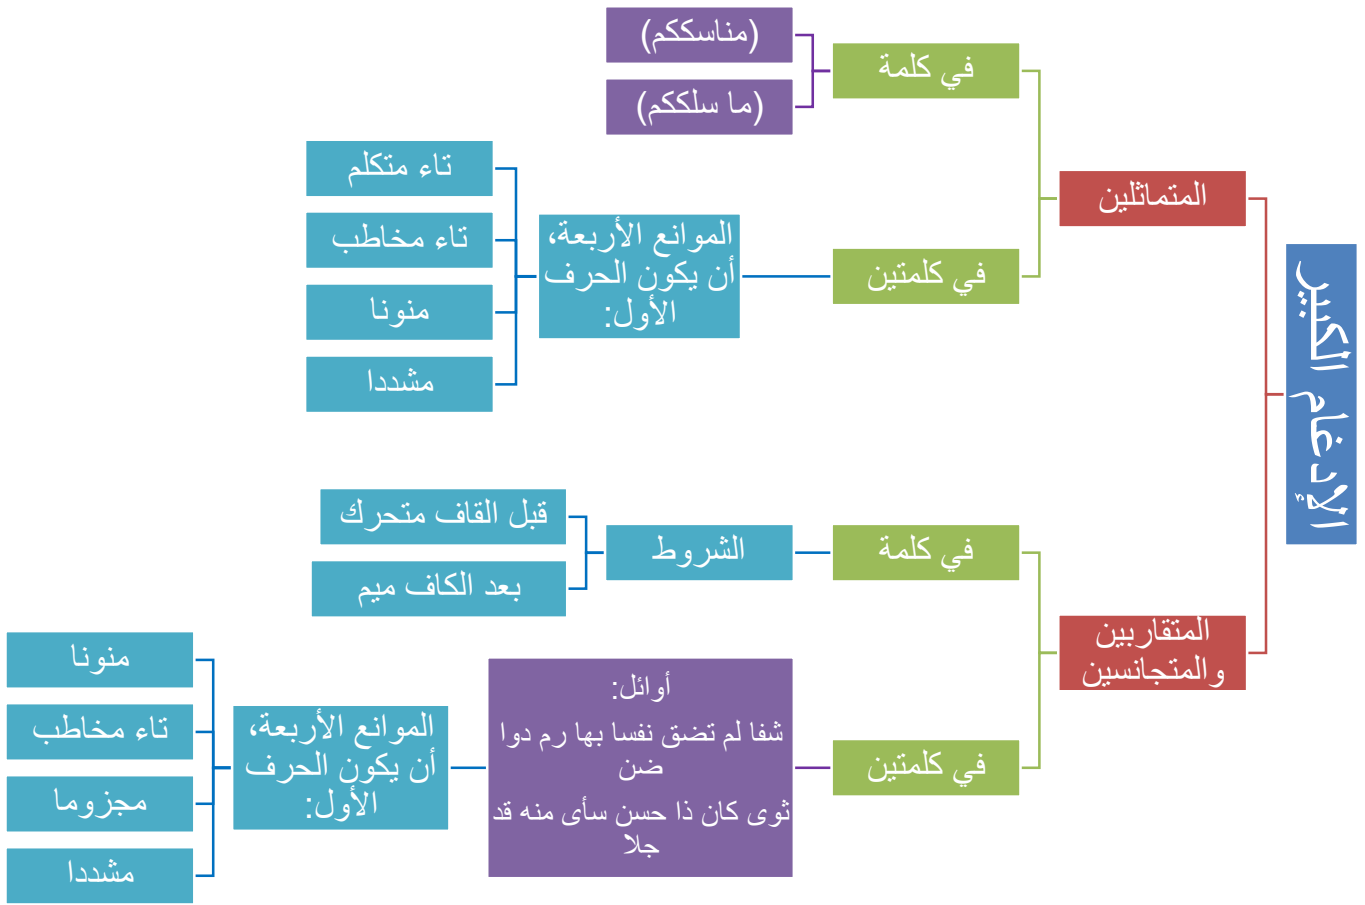 الإدغام الكبير
المتماثلين
في كلمة
(مناسككم)
(ما سلككم)
في كلمتين
الموانع الأربعة،
أن يكون الحرف
الأول:
تاء متكلم
تاء مخاطب
منونا
مشددا
المتقاربين
والمتجانسين
في كلمة
الشروط
قبل القاف متحرك
بعد الكاف ميم
في كلمتين
أوائل:
شفا لم تضق نفسا بها رم دوا
ضن
ثوى كان ذا حسن سأى منه قد
جلا
الموانع الأربعة،
أن يكون الحرف
الأول:
منونا
تاء مخاطب
مجزوما
مشددا